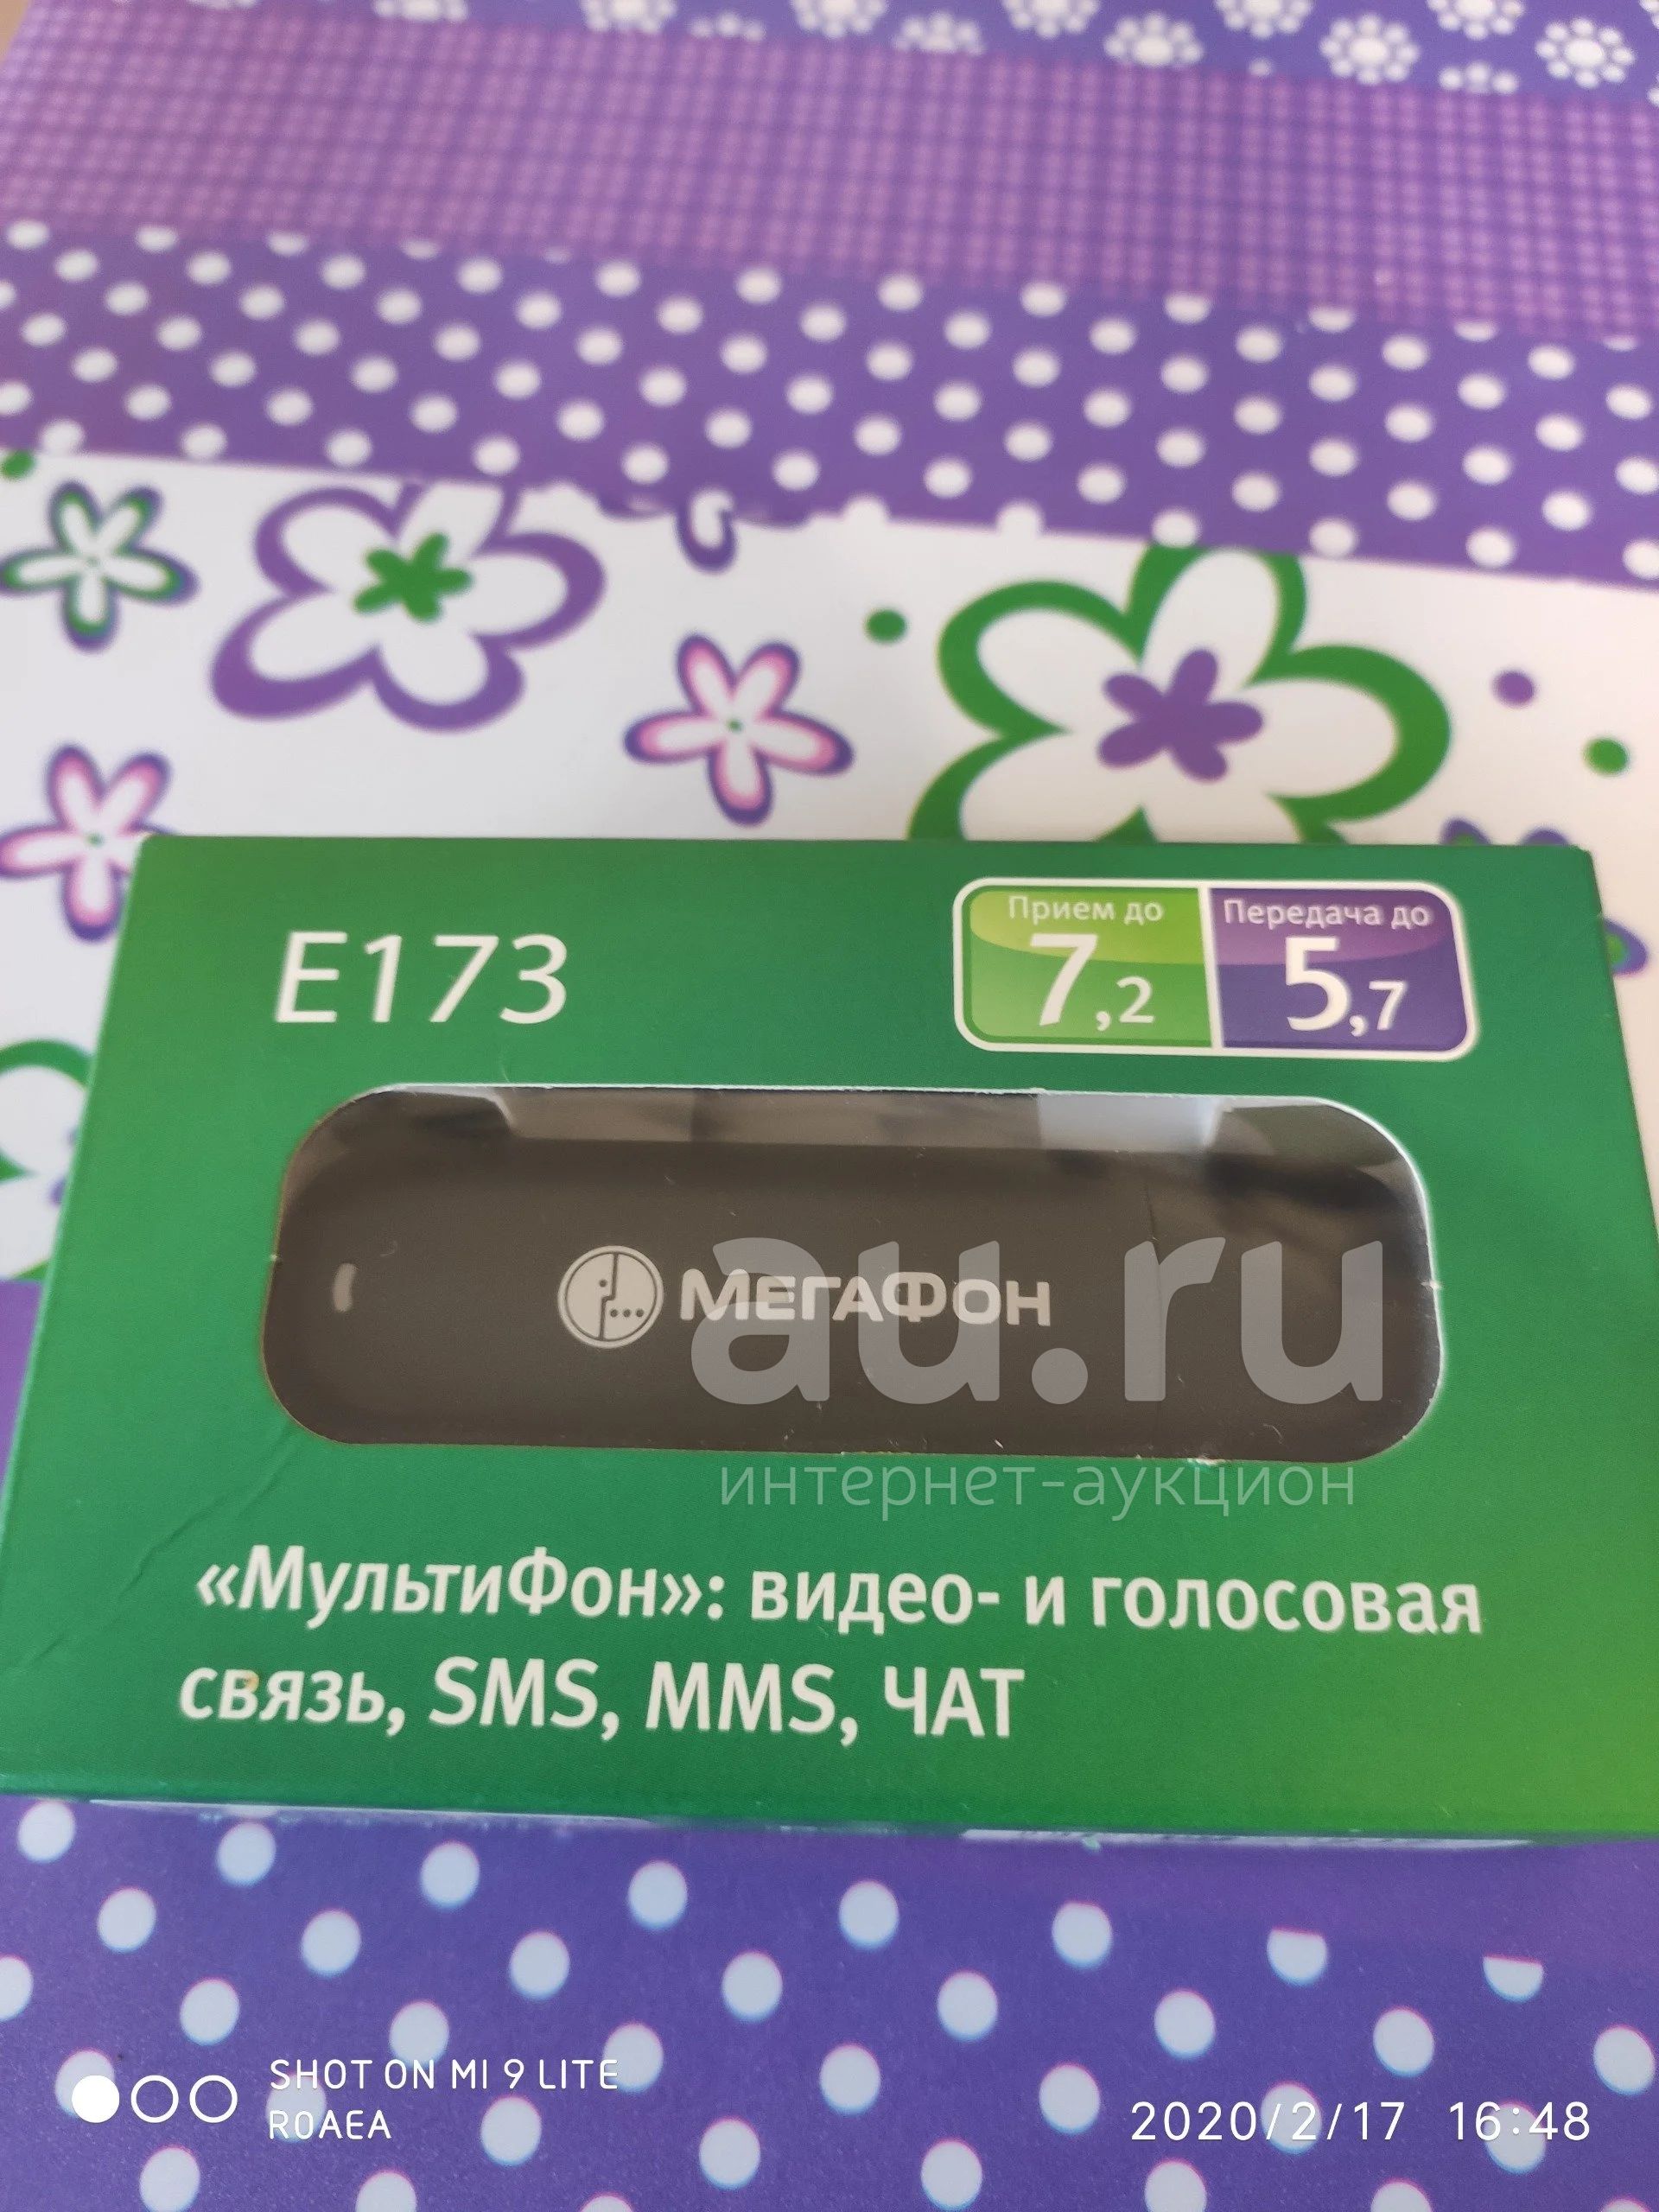 E173
Прием до
7,2
Передача до
5,7
МЕГАФОН
au.ru
интернет-аукцион
«МультиФон»: видео- и голосовая
связь, SMS, MMS, ЧАТ
SHOT ON MI 9 LITE
ROAEA
2020/2/17 16:48